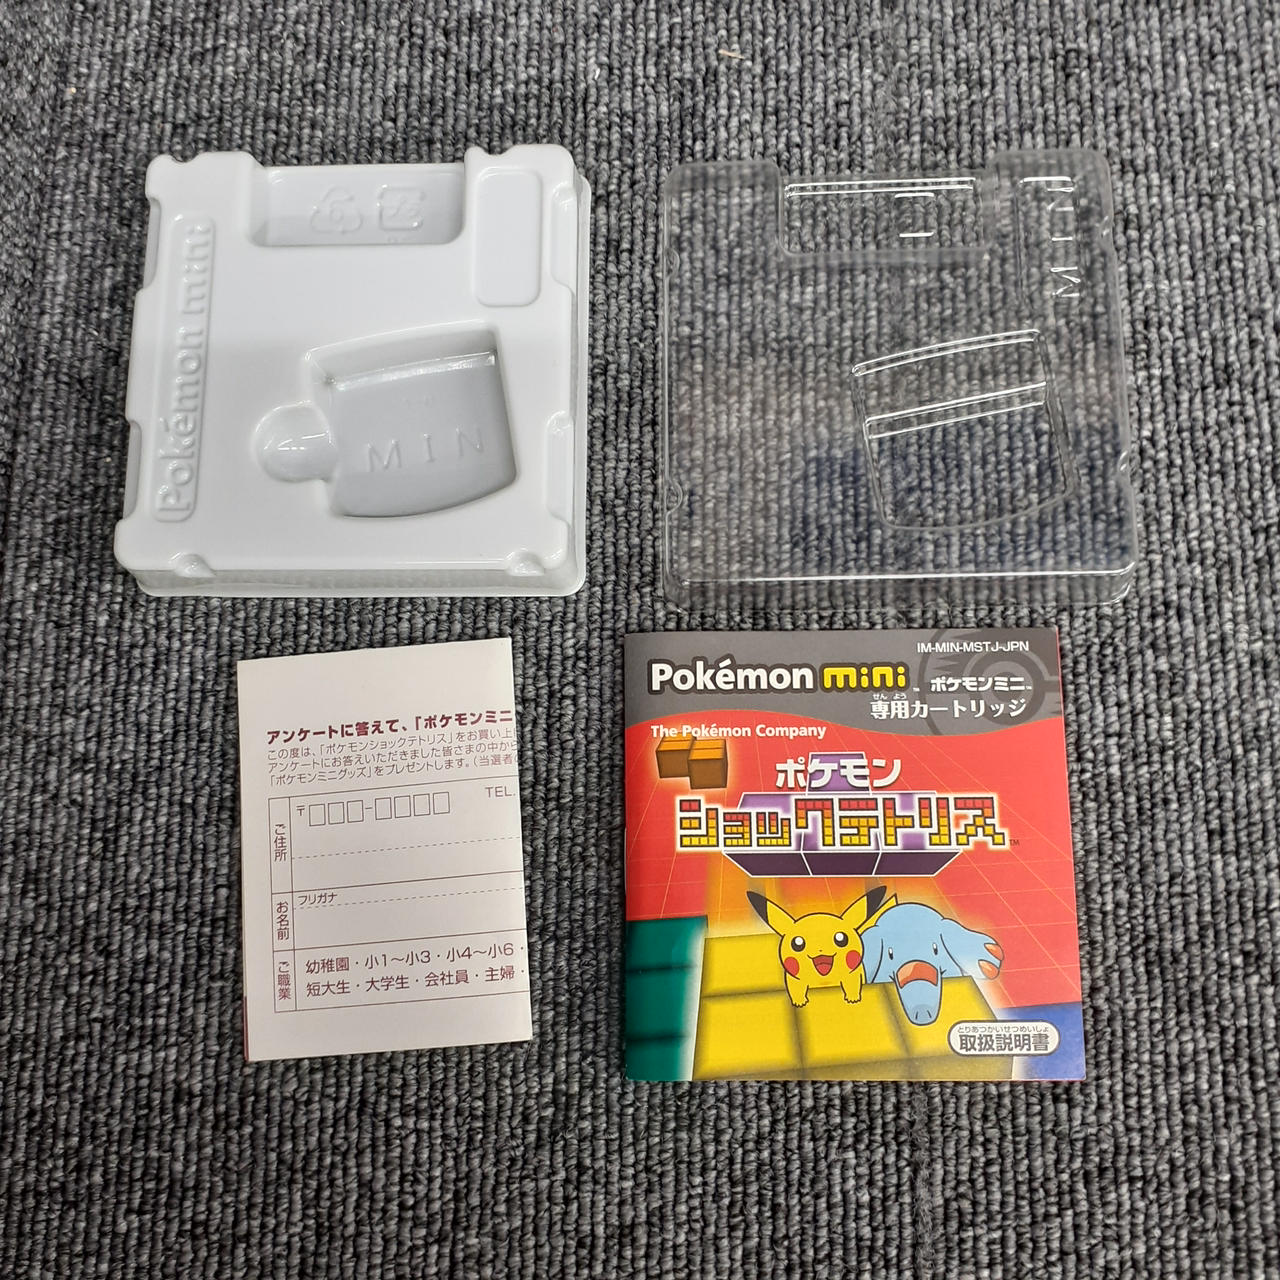 Pokémon mini
MIN
MIN
アンケートに答えて、「ポケモンミニ
この度は、「ポケモンショックテトリス」をお買い上
アンケートにお答えいただきました皆さまの中から
「ポケモンミニグッズ」をプレゼントします。（当選者
〒□□□-□□□□
TEL.
ご住所
フリガナ
お名前
ご職業
幼稚園・小1〜小3・小4〜小6・
短大生・大学生・会社員・主婦・
IM-MIN-MSTJ-JPN
Pokémon mini™ ポケモンミニ™
せんよう
専用カートリッジ
The Pokémon Company
ポケモン
ショックテトリス™
とりあつかいせつめいしょ
取扱説明書